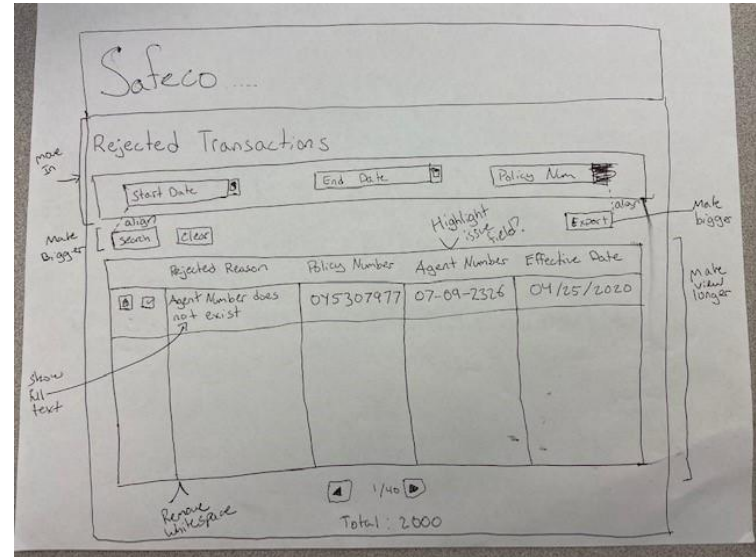 Safeco....
Rejected Transactions
Move In
Start Date
End Date
Policy Num
align
align
Make Bigger
Search
Clear
Highlight issue field?
Export
Make bigger
Rejected Reason Policy Number Agent Number Effective Date
Agent Number does not exist 045307977 07-09-2326 04/25/2020
Make view longer
Show full text
Remove whitespace
1/40
Total: 2000